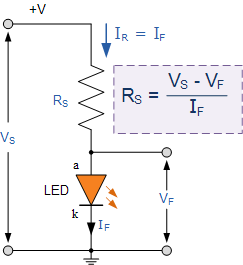 +V
I_R = I_F
R_S
R_S = (V_S - V_F) / I_F
V_S
a
LED
V_F
k
I_F